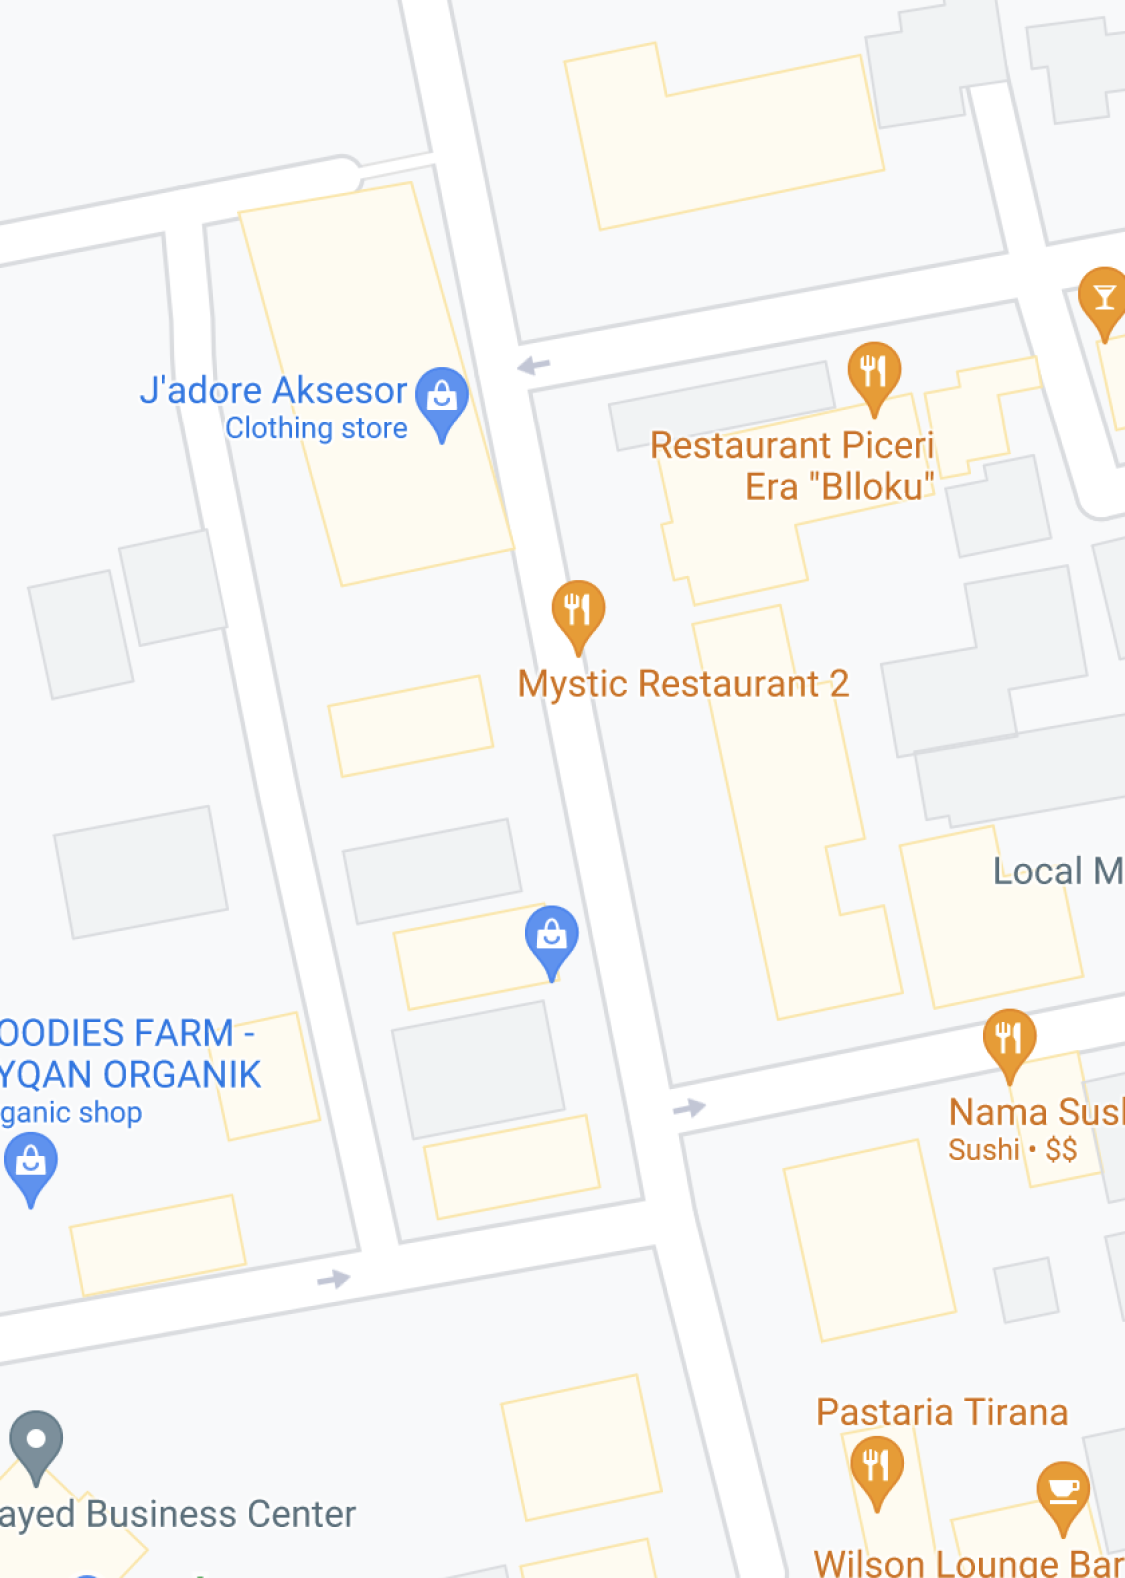 J'adore Aksesor
Clothing store
Restaurant Piceri
Era "Blloku"
Mystic Restaurant 2
Local M
OODIES FARM -
YQAN ORGANIK
ganic shop
Nama Sus
Sushi • $$
Pastaria Tirana
ayed Business Center
Wilson Lounge Bar